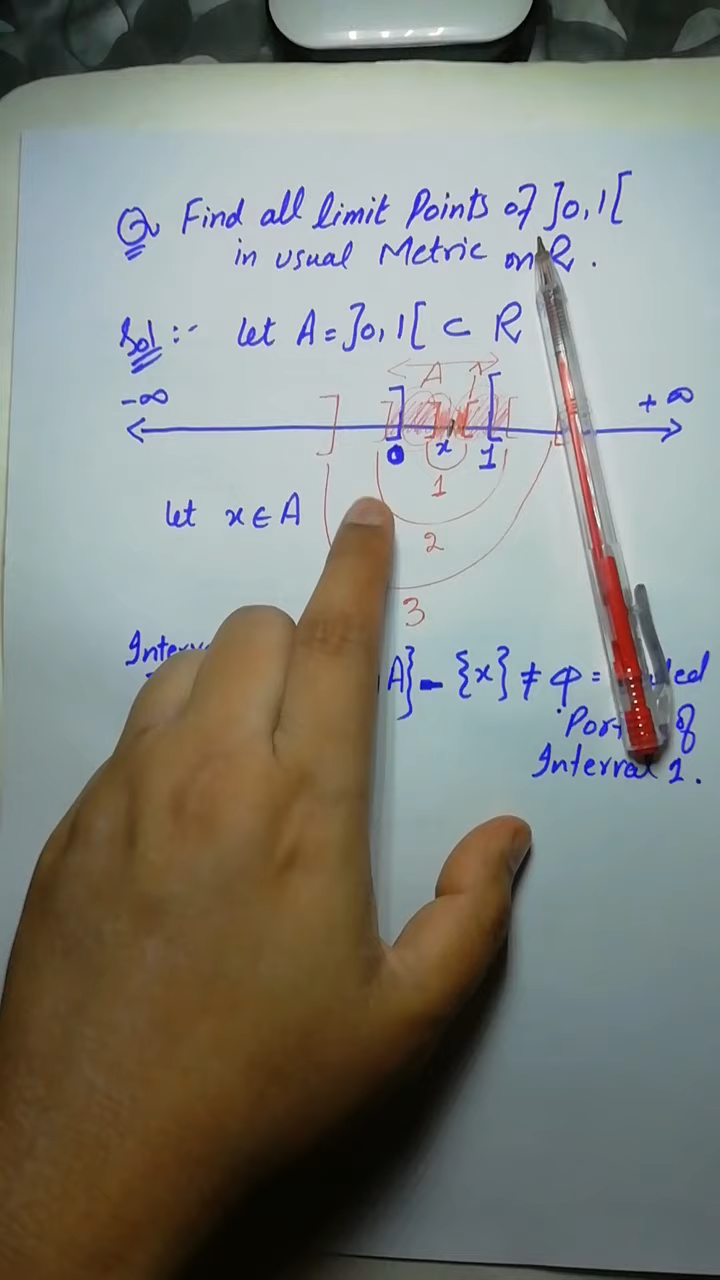 Q Find all limit Points of ]0,1[
in usual Metric on R.
Sol :- let A = ]0,1[ ⊂ R
A
-∞ +∞
0 x 1
1
let x ∈ A
2
3
A} - {x} ≠ φ =
of
Interval 1.